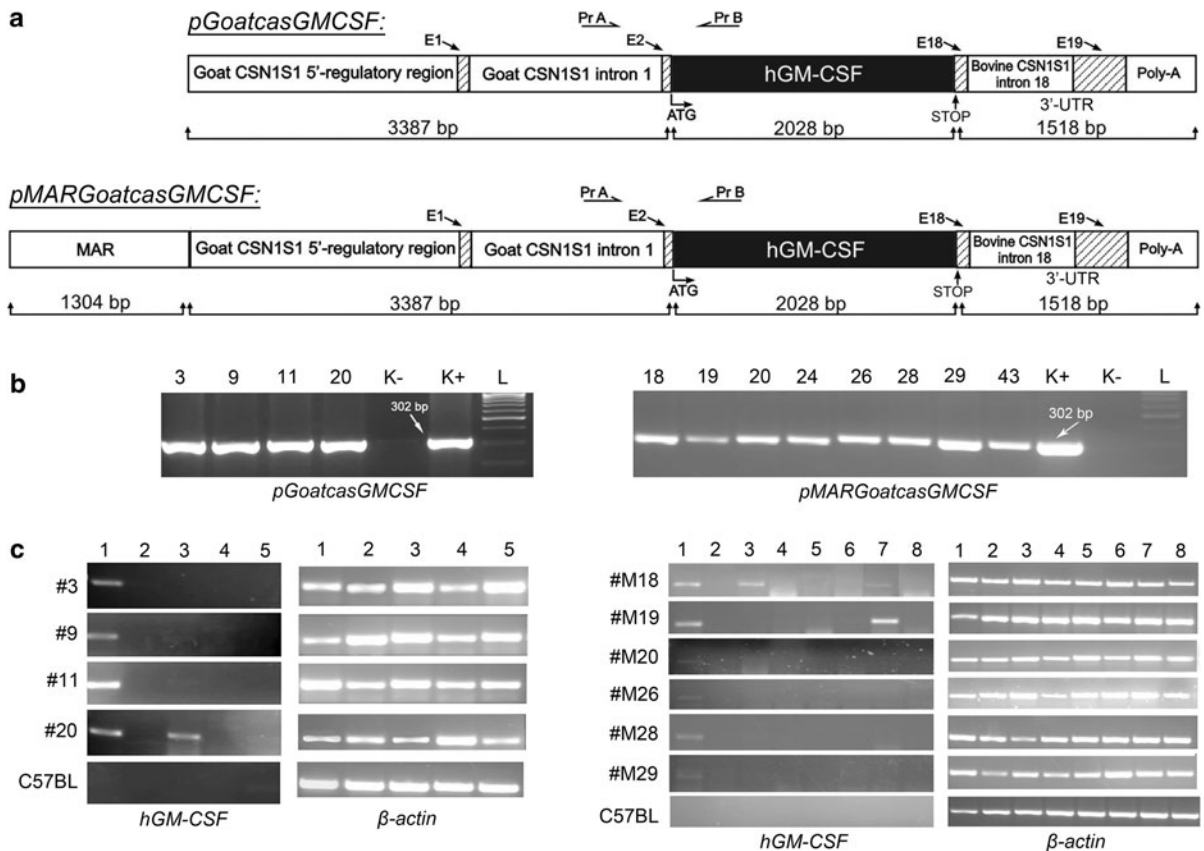 a
pGoatcasGMCSF:
Pr A Pr B
E1 E2 E18 E19
Goat CSN1S1 5'-regulatory region Goat CSN1S1 intron 1 hGM-CSF Bovine CSN1S1 intron 18 Poly-A
ATG STOP 3'-UTR
3387 bp 2028 bp 1518 bp
pMARGoatcasGMCSF:
Pr A Pr B
E1 E2 E18 E19
MAR Goat CSN1S1 5'-regulatory region Goat CSN1S1 intron 1 hGM-CSF Bovine CSN1S1 intron 18 Poly-A
ATG STOP 3'-UTR
1304 bp 3387 bp 2028 bp 1518 bp
b
3 9 11 20 K- K+ L
302 bp
pGoatcasGMCSF
18 19 20 24 26 28 29 43 K+ K- L
302 bp
pMARGoatcasGMCSF
c
1 2 3 4 5 1 2 3 4 5
#3
#9
#11
#20
C57BL
hGM-CSF β-actin
1 2 3 4 5 6 7 8 1 2 3 4 5 6 7 8
#M18
#M19
#M20
#M26
#M28
#M29
C57BL
hGM-CSF β-actin